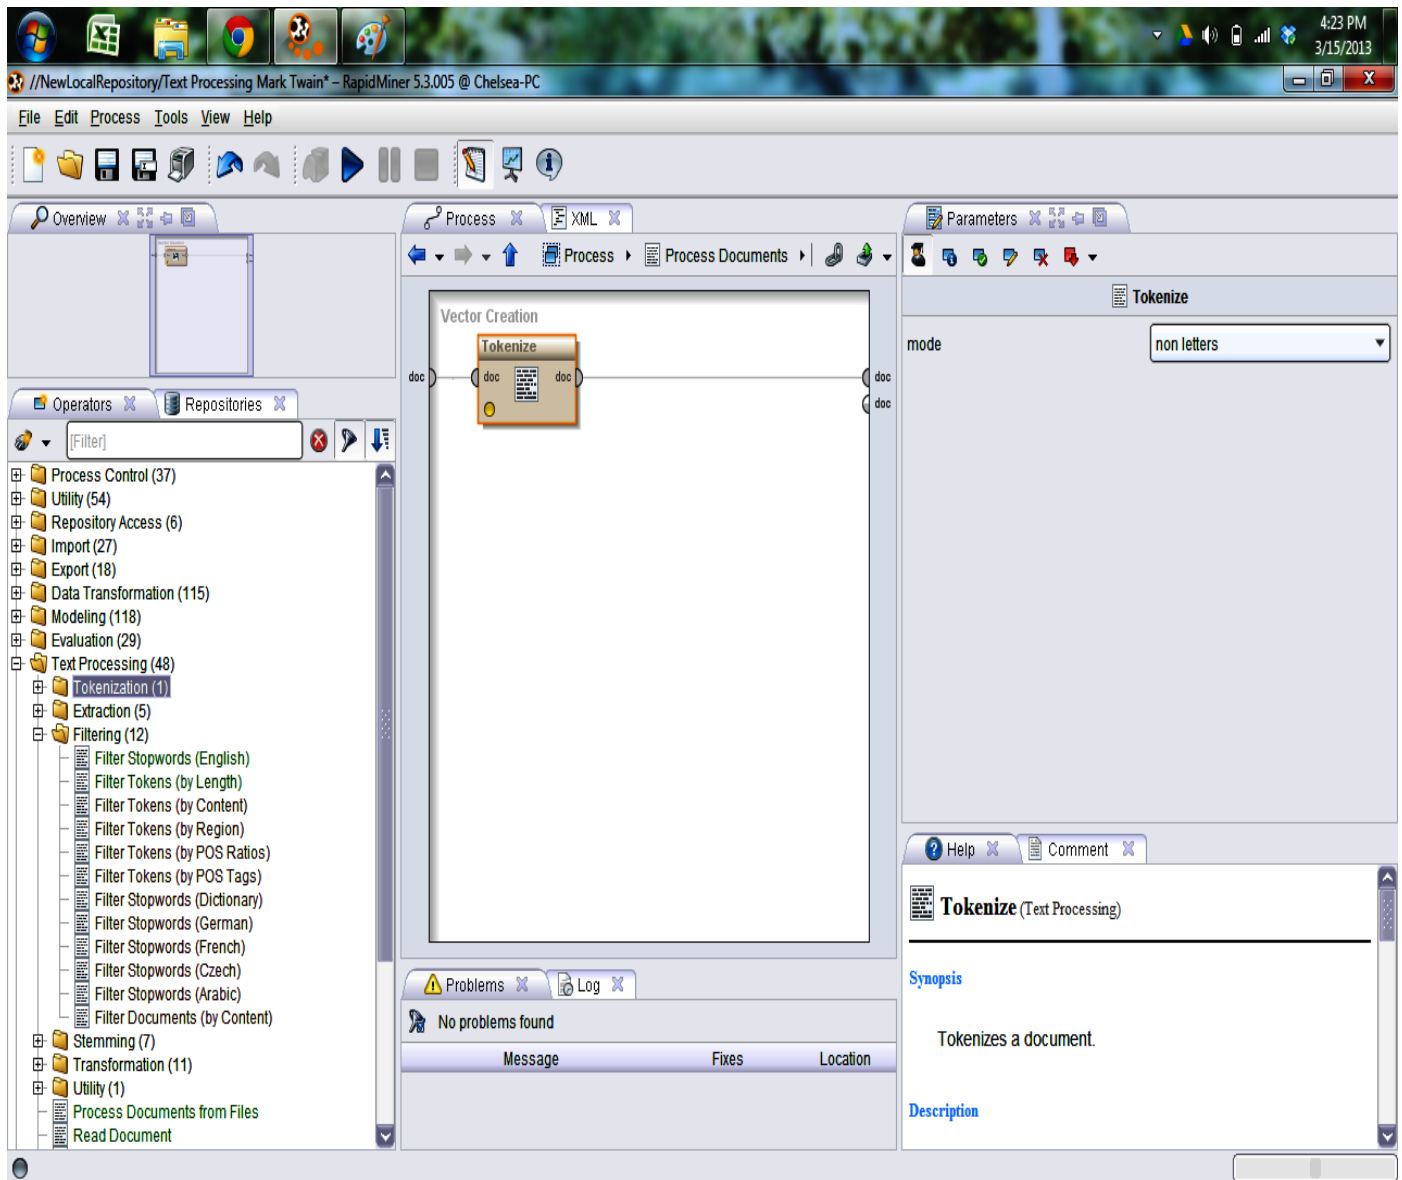 4:23 PM
3/15/2013
//NewLocalRepository/Text Processing Mark Twain* – RapidMiner 5.3.005 @ Chelsea-PC
File Edit Process Tools View Help
Overview
Process XML
Parameters
Process Process Documents
Tokenize
mode non letters
Vector Creation
Tokenize
doc doc doc doc
doc
Operators Repositories
[Filter]
Process Control (37)
Utility (54)
Repository Access (6)
Import (27)
Export (18)
Data Transformation (115)
Modeling (118)
Evaluation (29)
Text Processing (48)
Tokenization (1)
Extraction (5)
Filtering (12)
Filter Stopwords (English)
Filter Tokens (by Length)
Filter Tokens (by Content)
Filter Tokens (by Region)
Filter Tokens (by POS Ratios)
Filter Tokens (by POS Tags)
Filter Stopwords (Dictionary)
Filter Stopwords (German)
Filter Stopwords (French)
Filter Stopwords (Czech)
Filter Stopwords (Arabic)
Filter Documents (by Content)
Stemming (7)
Transformation (11)
Utility (1)
Process Documents from Files
Read Document
Problems Log
No problems found
Message Fixes Location
Help Comment
Tokenize (Text Processing)
Synopsis
Tokenizes a document.
Description